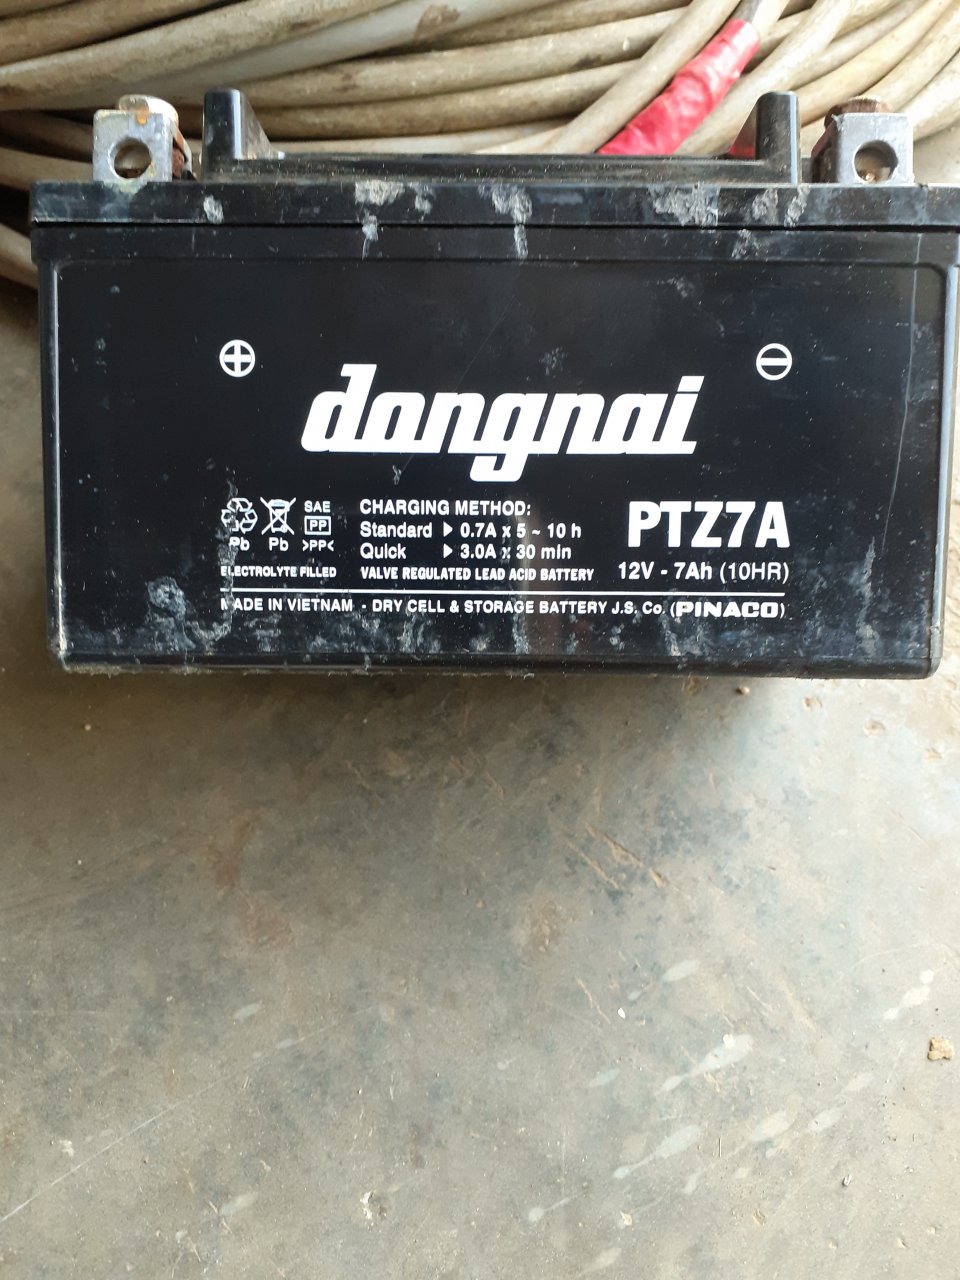 dongnai
SAE
PP
Pb Pb >PP<
ELECTROLYTE FILLED
CHARGING METHOD:
Standard ▶ 0.7A x 5 ~ 10 h
Quick ▶ 3.0A x 30 min
VALVE REGULATED LEAD ACID BATTERY
PTZ7A
12V - 7Ah (10HR)
MADE IN VIETNAM - DRY CELL & STORAGE BATTERY J.S. Co. (PINACO)